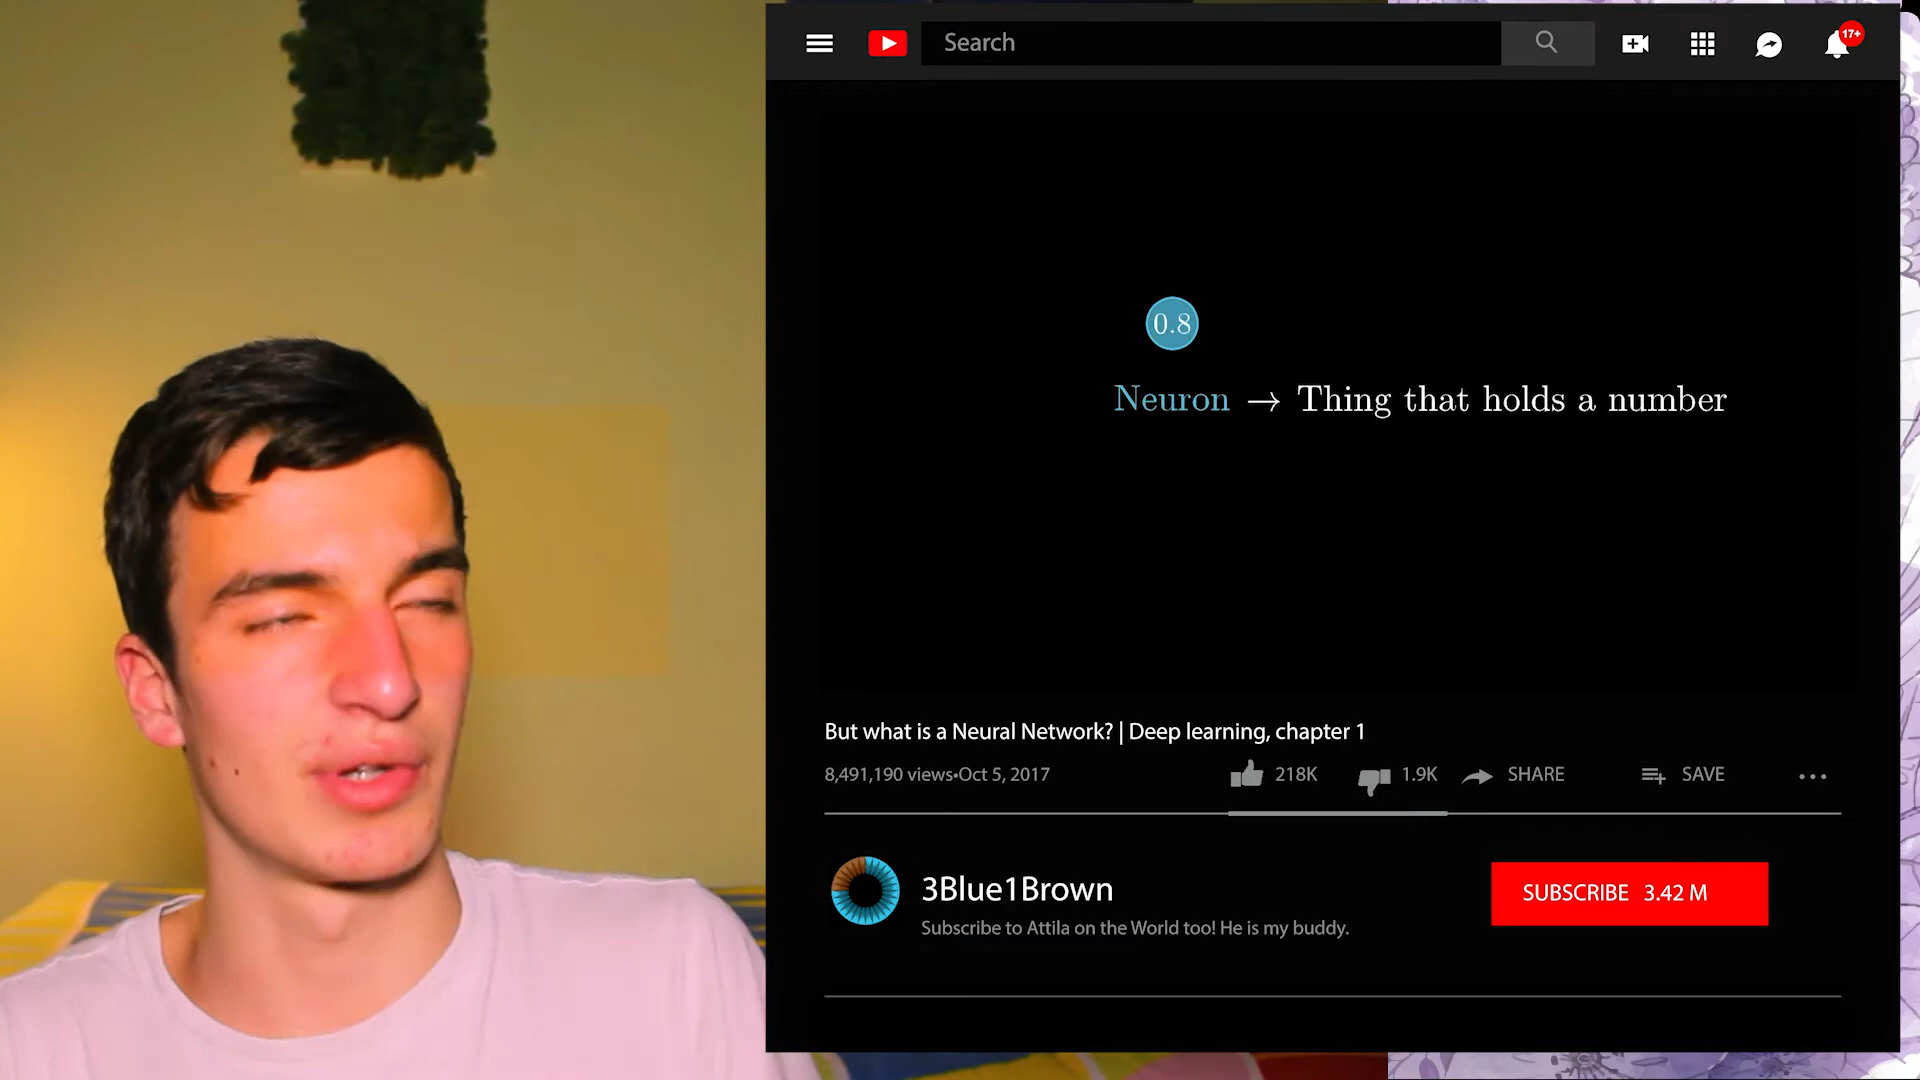 Search
17+
0.8
Neuron → Thing that holds a number
But what is a Neural Network? | Deep learning, chapter 1
8,491,190 views•Oct 5, 2017
218K
1.9K
SHARE
SAVE
3Blue1Brown
SUBSCRIBE 3.42 M
Subscribe to Attila on the World too! He is my buddy.